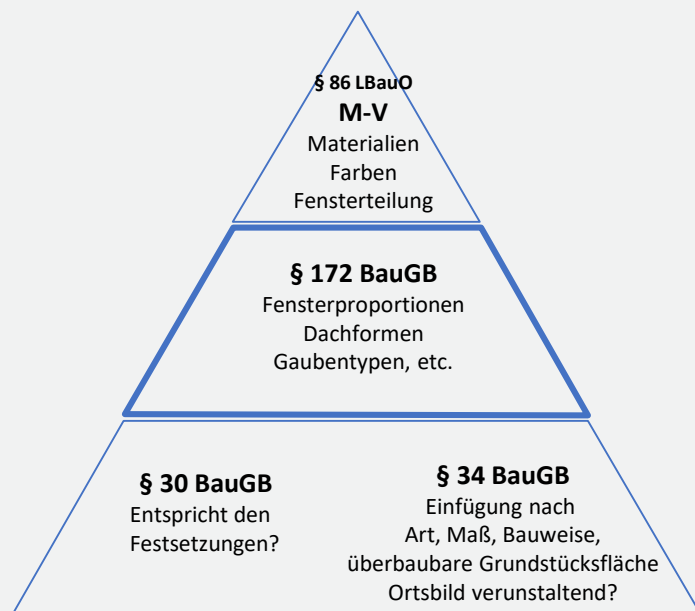 § 86 LBauO
M-V
Materialien
Farben
Fensterteilung
§ 172 BauGB
Fensterproportionen
Dachformen
Gaubentypen, etc.
§ 30 BauGB
Entspricht den
Festsetzungen?
§ 34 BauGB
Einfügung nach
Art, Maß, Bauweise,
überbaubare Grundstücksfläche
Ortsbild verunstaltend?